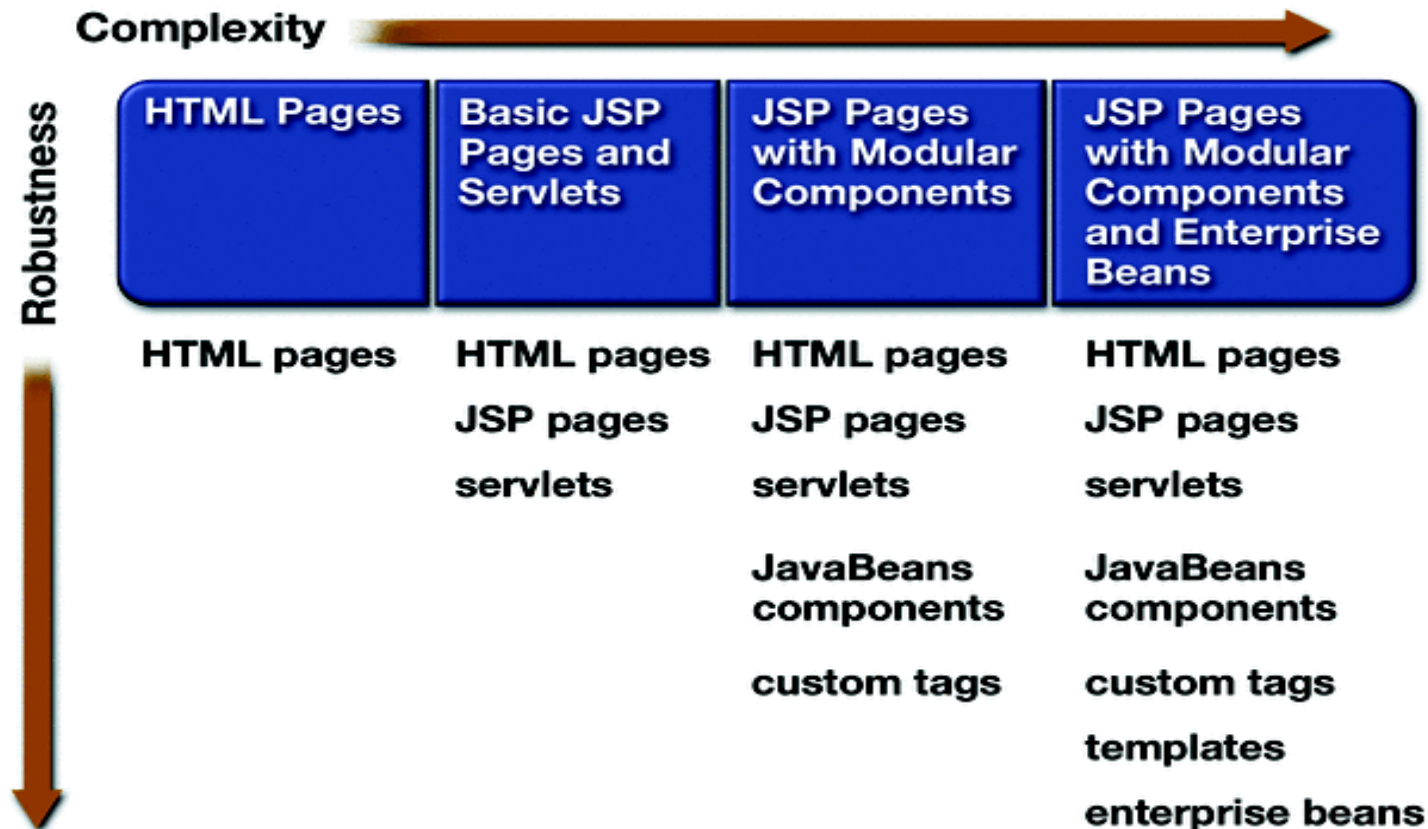 Complexity
Robustness
HTML Pages
Basic JSP
Pages and
Servlets
JSP Pages
with Modular
Components
JSP Pages
with Modular
Components
and Enterprise
Beans
HTML pages
HTML pages
JSP pages
servlets
HTML pages
JSP pages
servlets
JavaBeans
components
custom tags
HTML pages
JSP pages
servlets
JavaBeans
components
custom tags
templates
enterprise beans